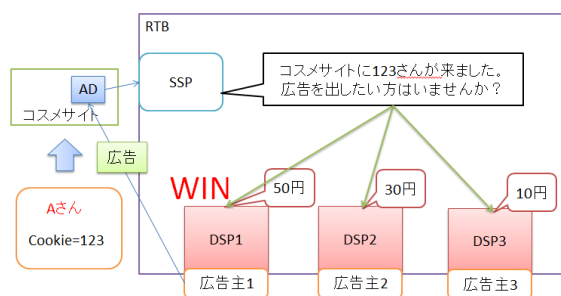 RTB
SSP
コスメサイトに123さんが来ました。
広告を出したい方はいませんか？
AD
コスメサイト
広告
WIN
50円
30円
10円
Aさん
Cookie=123
DSP1
DSP2
DSP3
広告主1
広告主2
広告主3